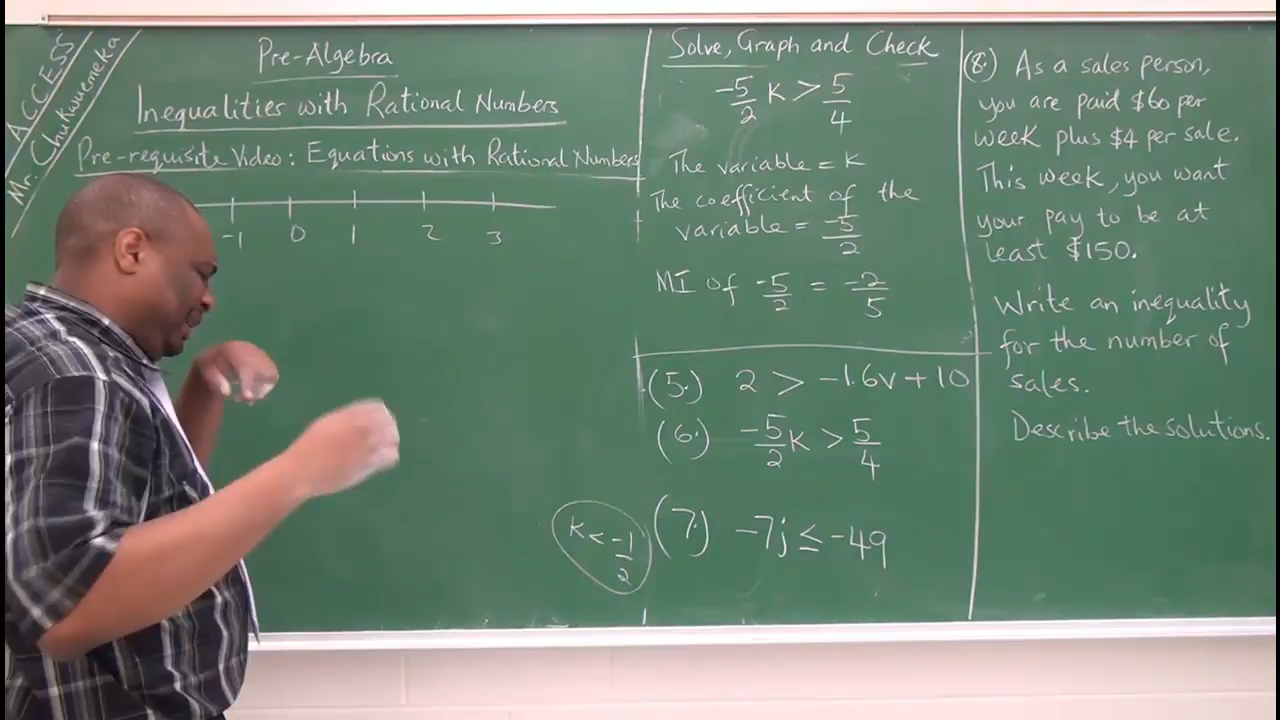 ACCESS
Mr. Chukwuemeka
Pre-Algebra
Inequalities with Rational Numbers
Pre-requisite Video: Equations with Rational Numbers
-1 0 1 2 3
Solve, Graph and Check
-5/2 k > 5/4
The variable = k
The coefficient of the
variable = -5/2
MI of -5/2 = -2/5
(5.) 2 > -1.6v + 10
(6.) -5/2 k > 5/4
k < -1/2
(7.) -7j ≤ -49
(8.) As a sales person,
you are paid $60 per
week plus $4 per sale.
This week, you want
your pay to be at
least $150.
Write an inequality
for the number of
sales.
Describe the solutions.